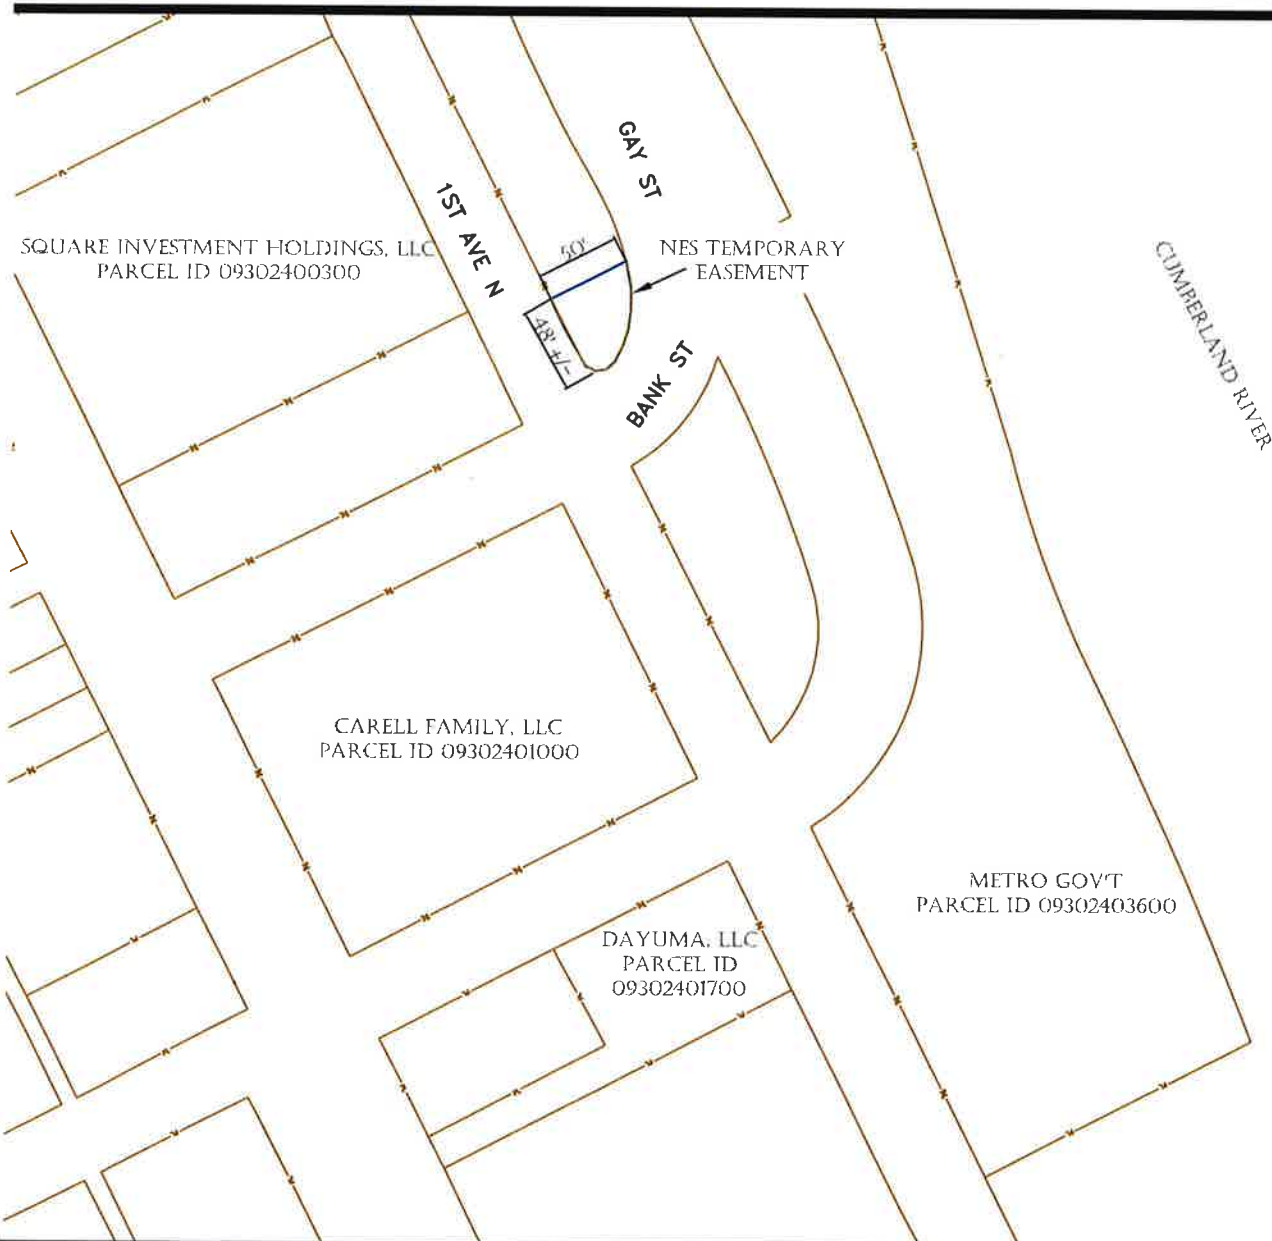 GAY ST
1ST AVE N
SQUARE INVESTMENT HOLDINGS, LLC
PARCEL ID 09302400300
50'
NES TEMPORARY
EASEMENT
CUMBERLAND RIVER
48' +/-
BANK ST
CARELL FAMILY, LLC
PARCEL ID 09302401000
METRO GOV'T
PARCEL ID 09302403600
DAYUMA, LLC
PARCEL ID
09302401700